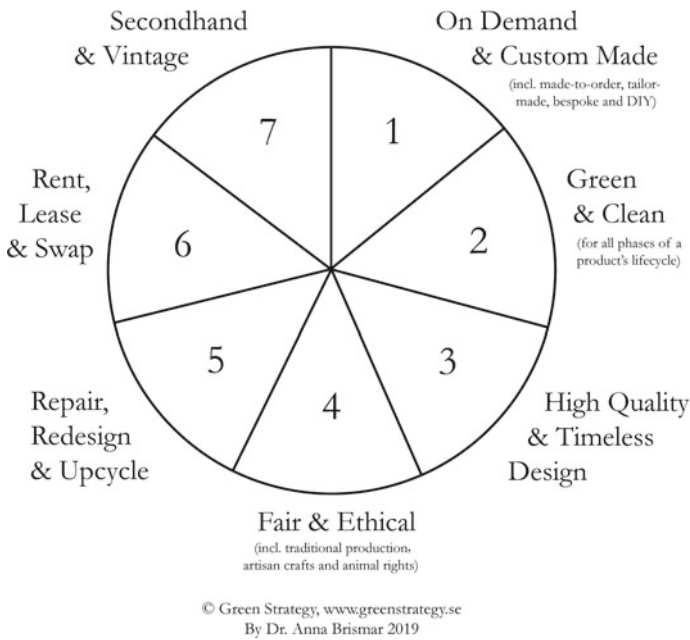 On Demand
& Custom Made
(incl. made-to-order, tailor-
made, bespoke and DIY)
1
Green
& Clean
(for all phases of a
product's lifecycle)
2
High Quality
& Timeless
Design
3
Fair & Ethical
(incl. traditional production,
artisan crafts and animal rights)
4
Repair,
Redesign
& Upcycle
5
Rent,
Lease
& Swap
6
Secondhand
& Vintage
7
© Green Strategy, www.greenstrategy.se
By Dr. Anna Brismar 2019